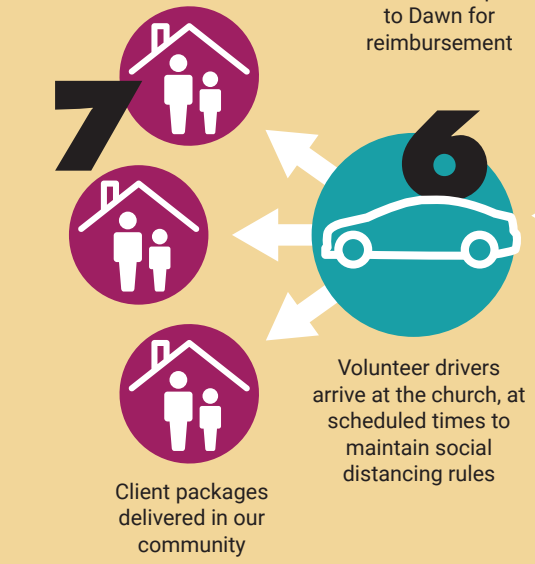 to Dawn for
reimbursement
7
6
Volunteer drivers
arrive at the church, at
scheduled times to
maintain social
distancing rules
Client packages
delivered in our
community